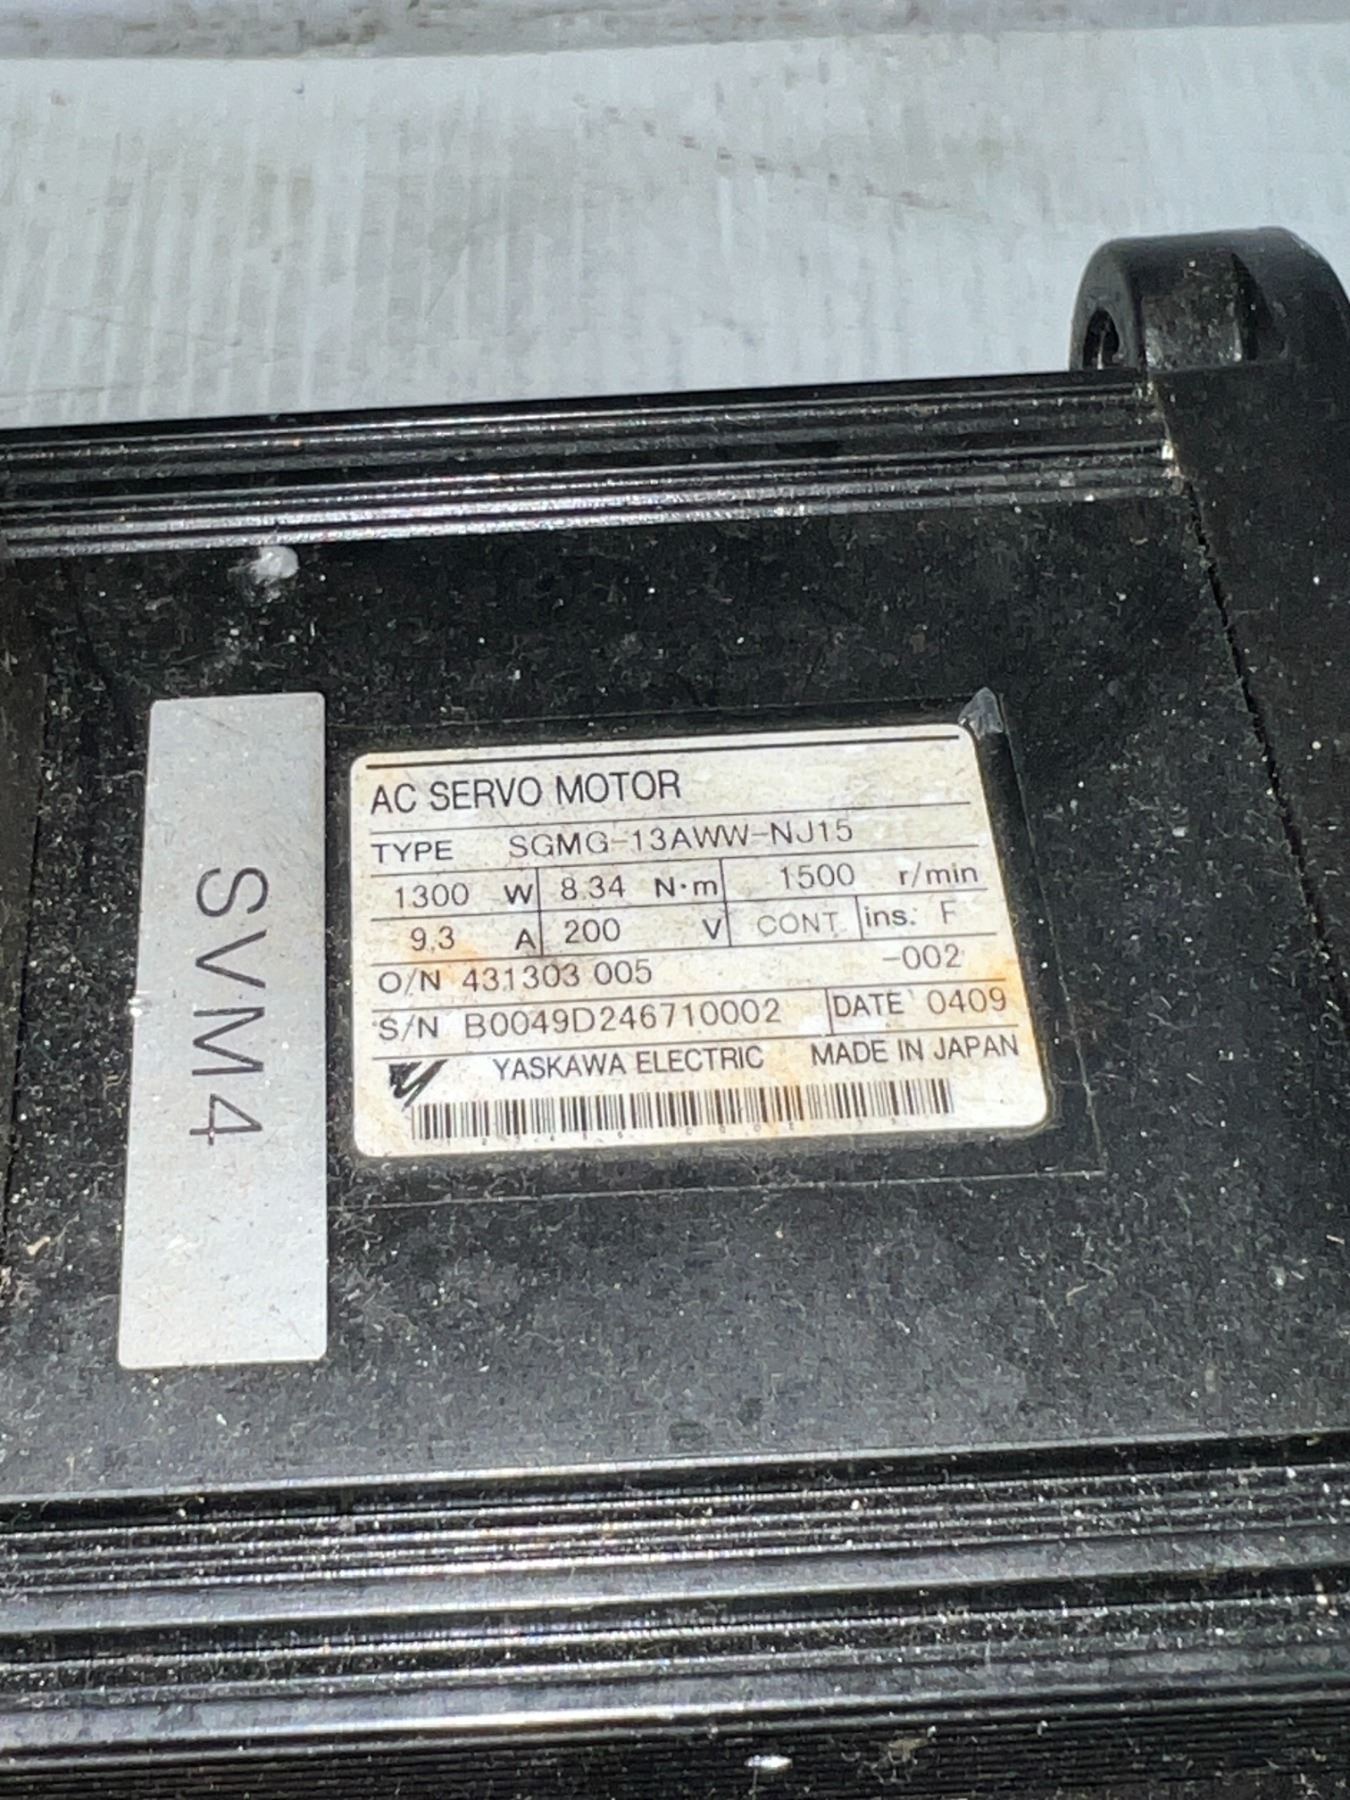 SVM4
AC SERVO MOTOR
TYPE SGMG-13AWW-NJ15
1300 W 8.34 N·m 1500 r/min
9.3 A 200 V CONT. ins. F
O/N 431303 005 -002
S/N B0049D246710002 DATE 0409
YASKAWA ELECTRIC MADE IN JAPAN